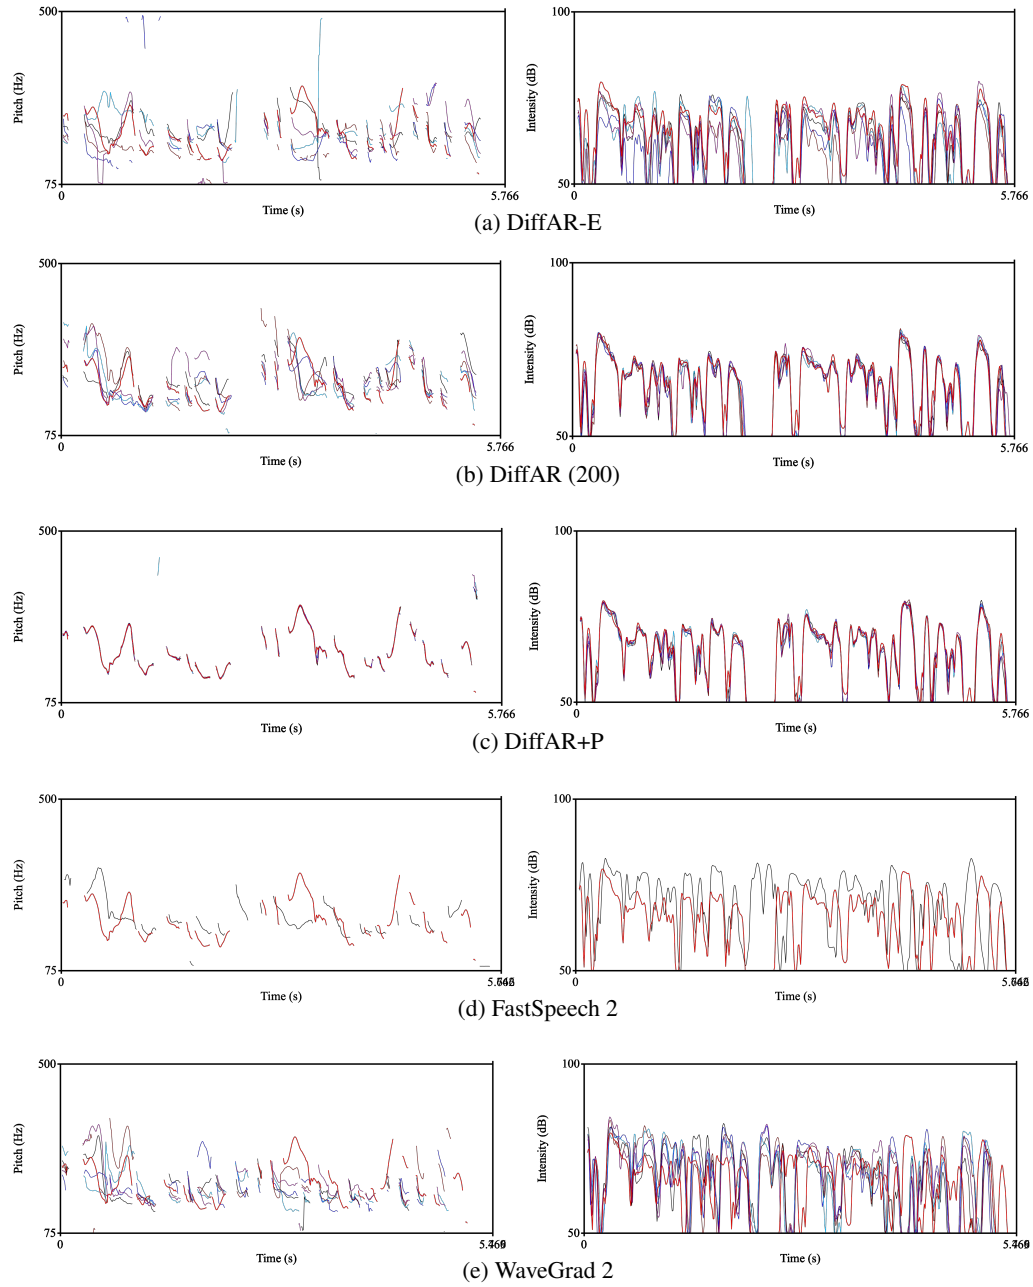 500
Pitch (Hz)
75
0
5.766
Time (s)
100
Intensity (dB)
50
0
5.766
Time (s)
(a) DiffAR-E
500
Pitch (Hz)
75
0
5.766
Time (s)
100
Intensity (dB)
50
0
5.766
Time (s)
(b) DiffAR (200)
500
Pitch (Hz)
75
0
5.766
Time (s)
100
Intensity (dB)
50
0
5.766
Time (s)
(c) DiffAR+P
500
Pitch (Hz)
75
0
Time (s)
100
Intensity (dB)
50
0
Time (s)
(d) FastSpeech 2
500
Pitch (Hz)
75
0
Time (s)
100
Intensity (dB)
50
0
Time (s)
(e) WaveGrad 2